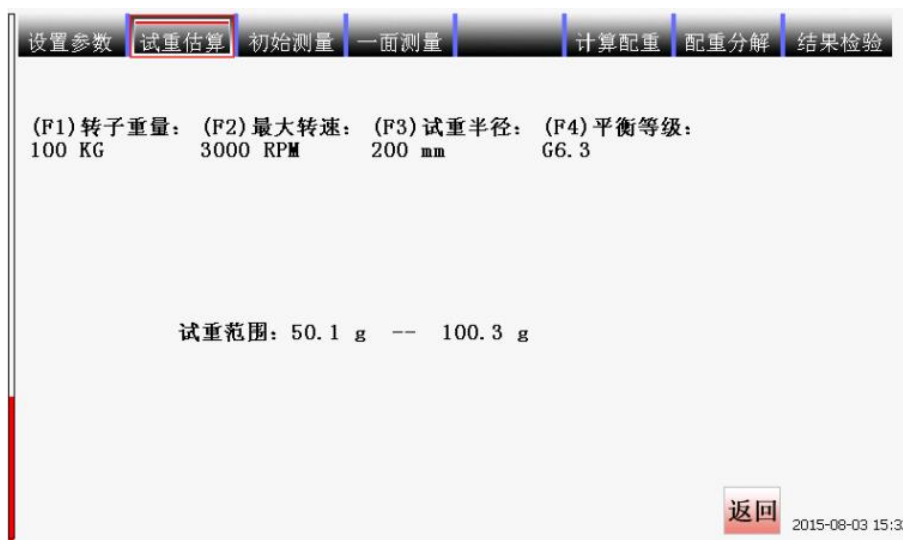 设置参数 试重估算 初始测量 一面测量 计算配重 配重分解 结果检验
(F1)转子重量: (F2)最大转速: (F3)试重半径: (F4)平衡等级:
100 KG 3000 RPM 200 mm G6.3
试重范围: 50.1 g -- 100.3 g
返回
2015-08-03 15:3